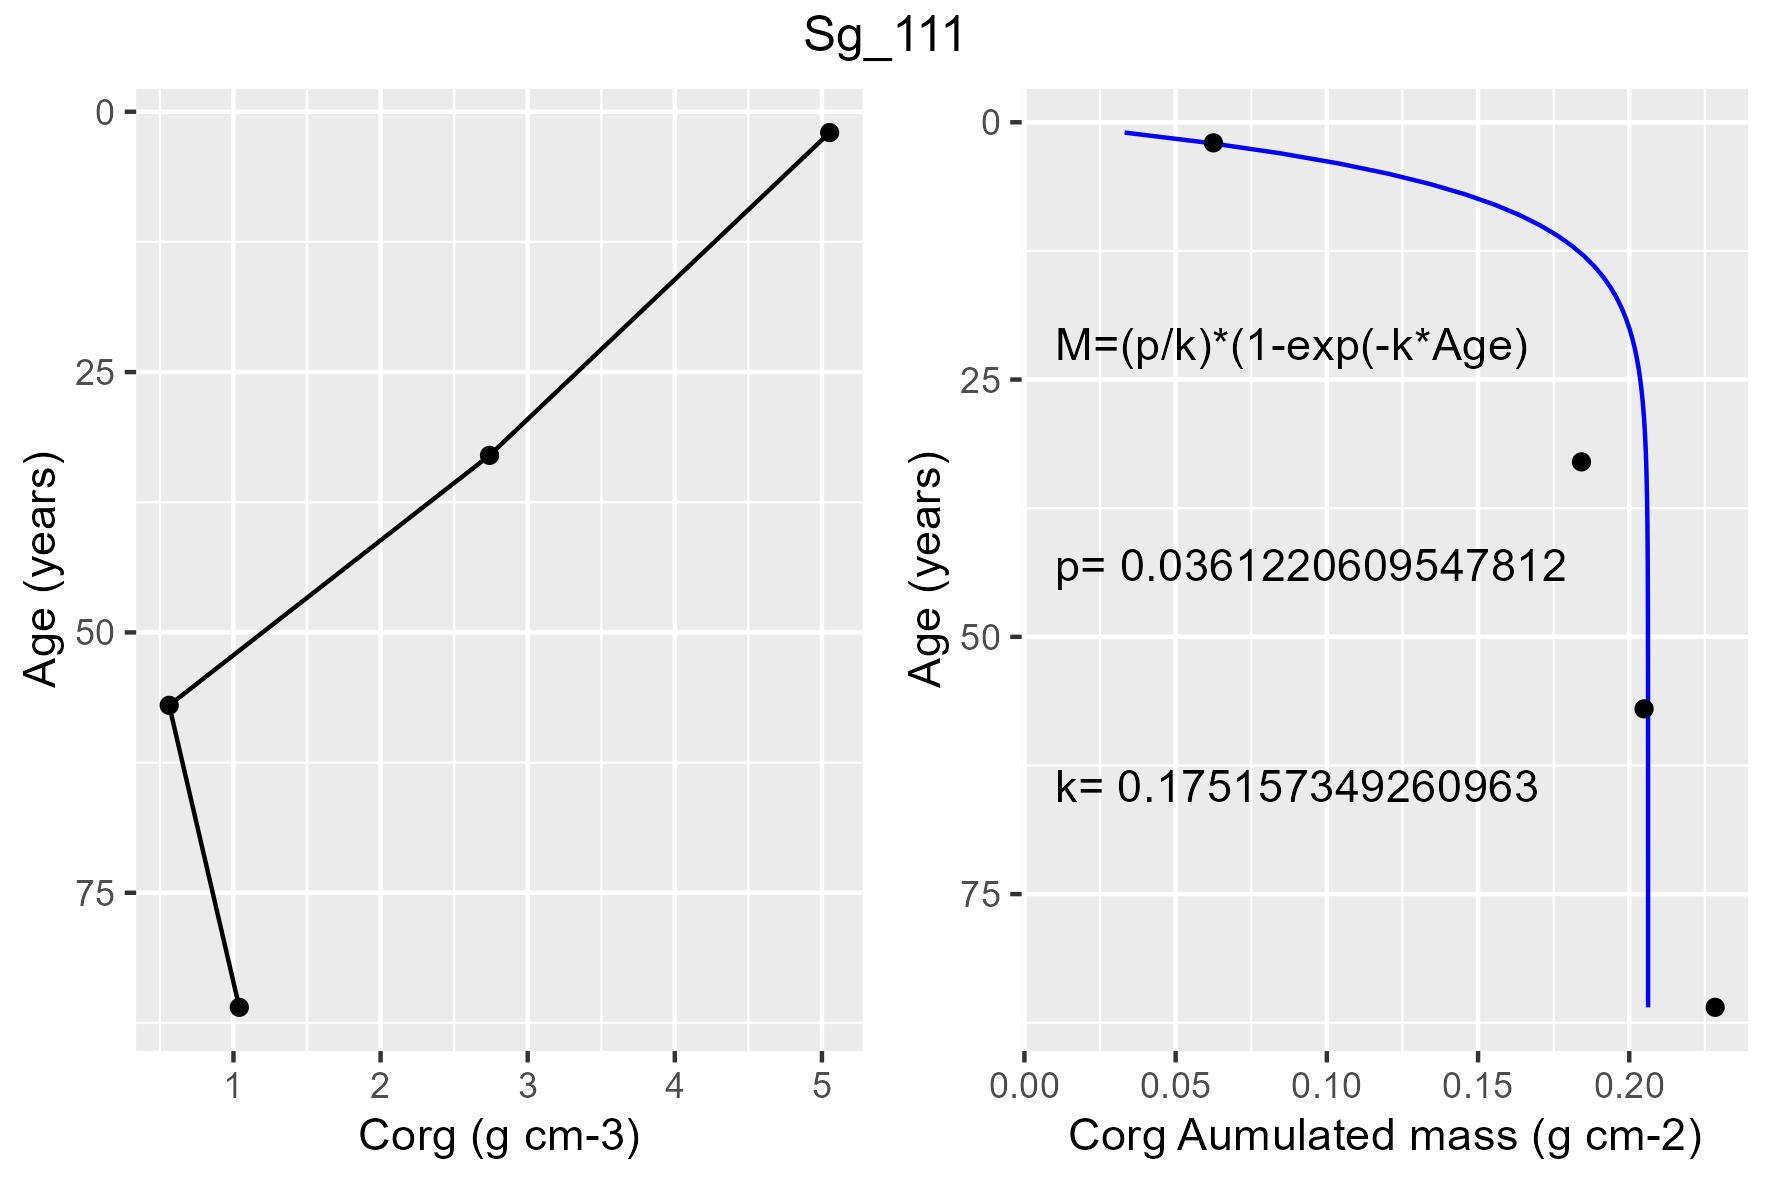 Sg_111
0
25
50
75
Age (years)
1 2 3 4 5
Corg (g cm-3)
0
25
50
75
Age (years)
M=(p/k)*(1-exp(-k*Age)
p= 0.0361220609547812
k= 0.175157349260963
0.00 0.05 0.10 0.15 0.20
Corg Aumulated mass (g cm-2)